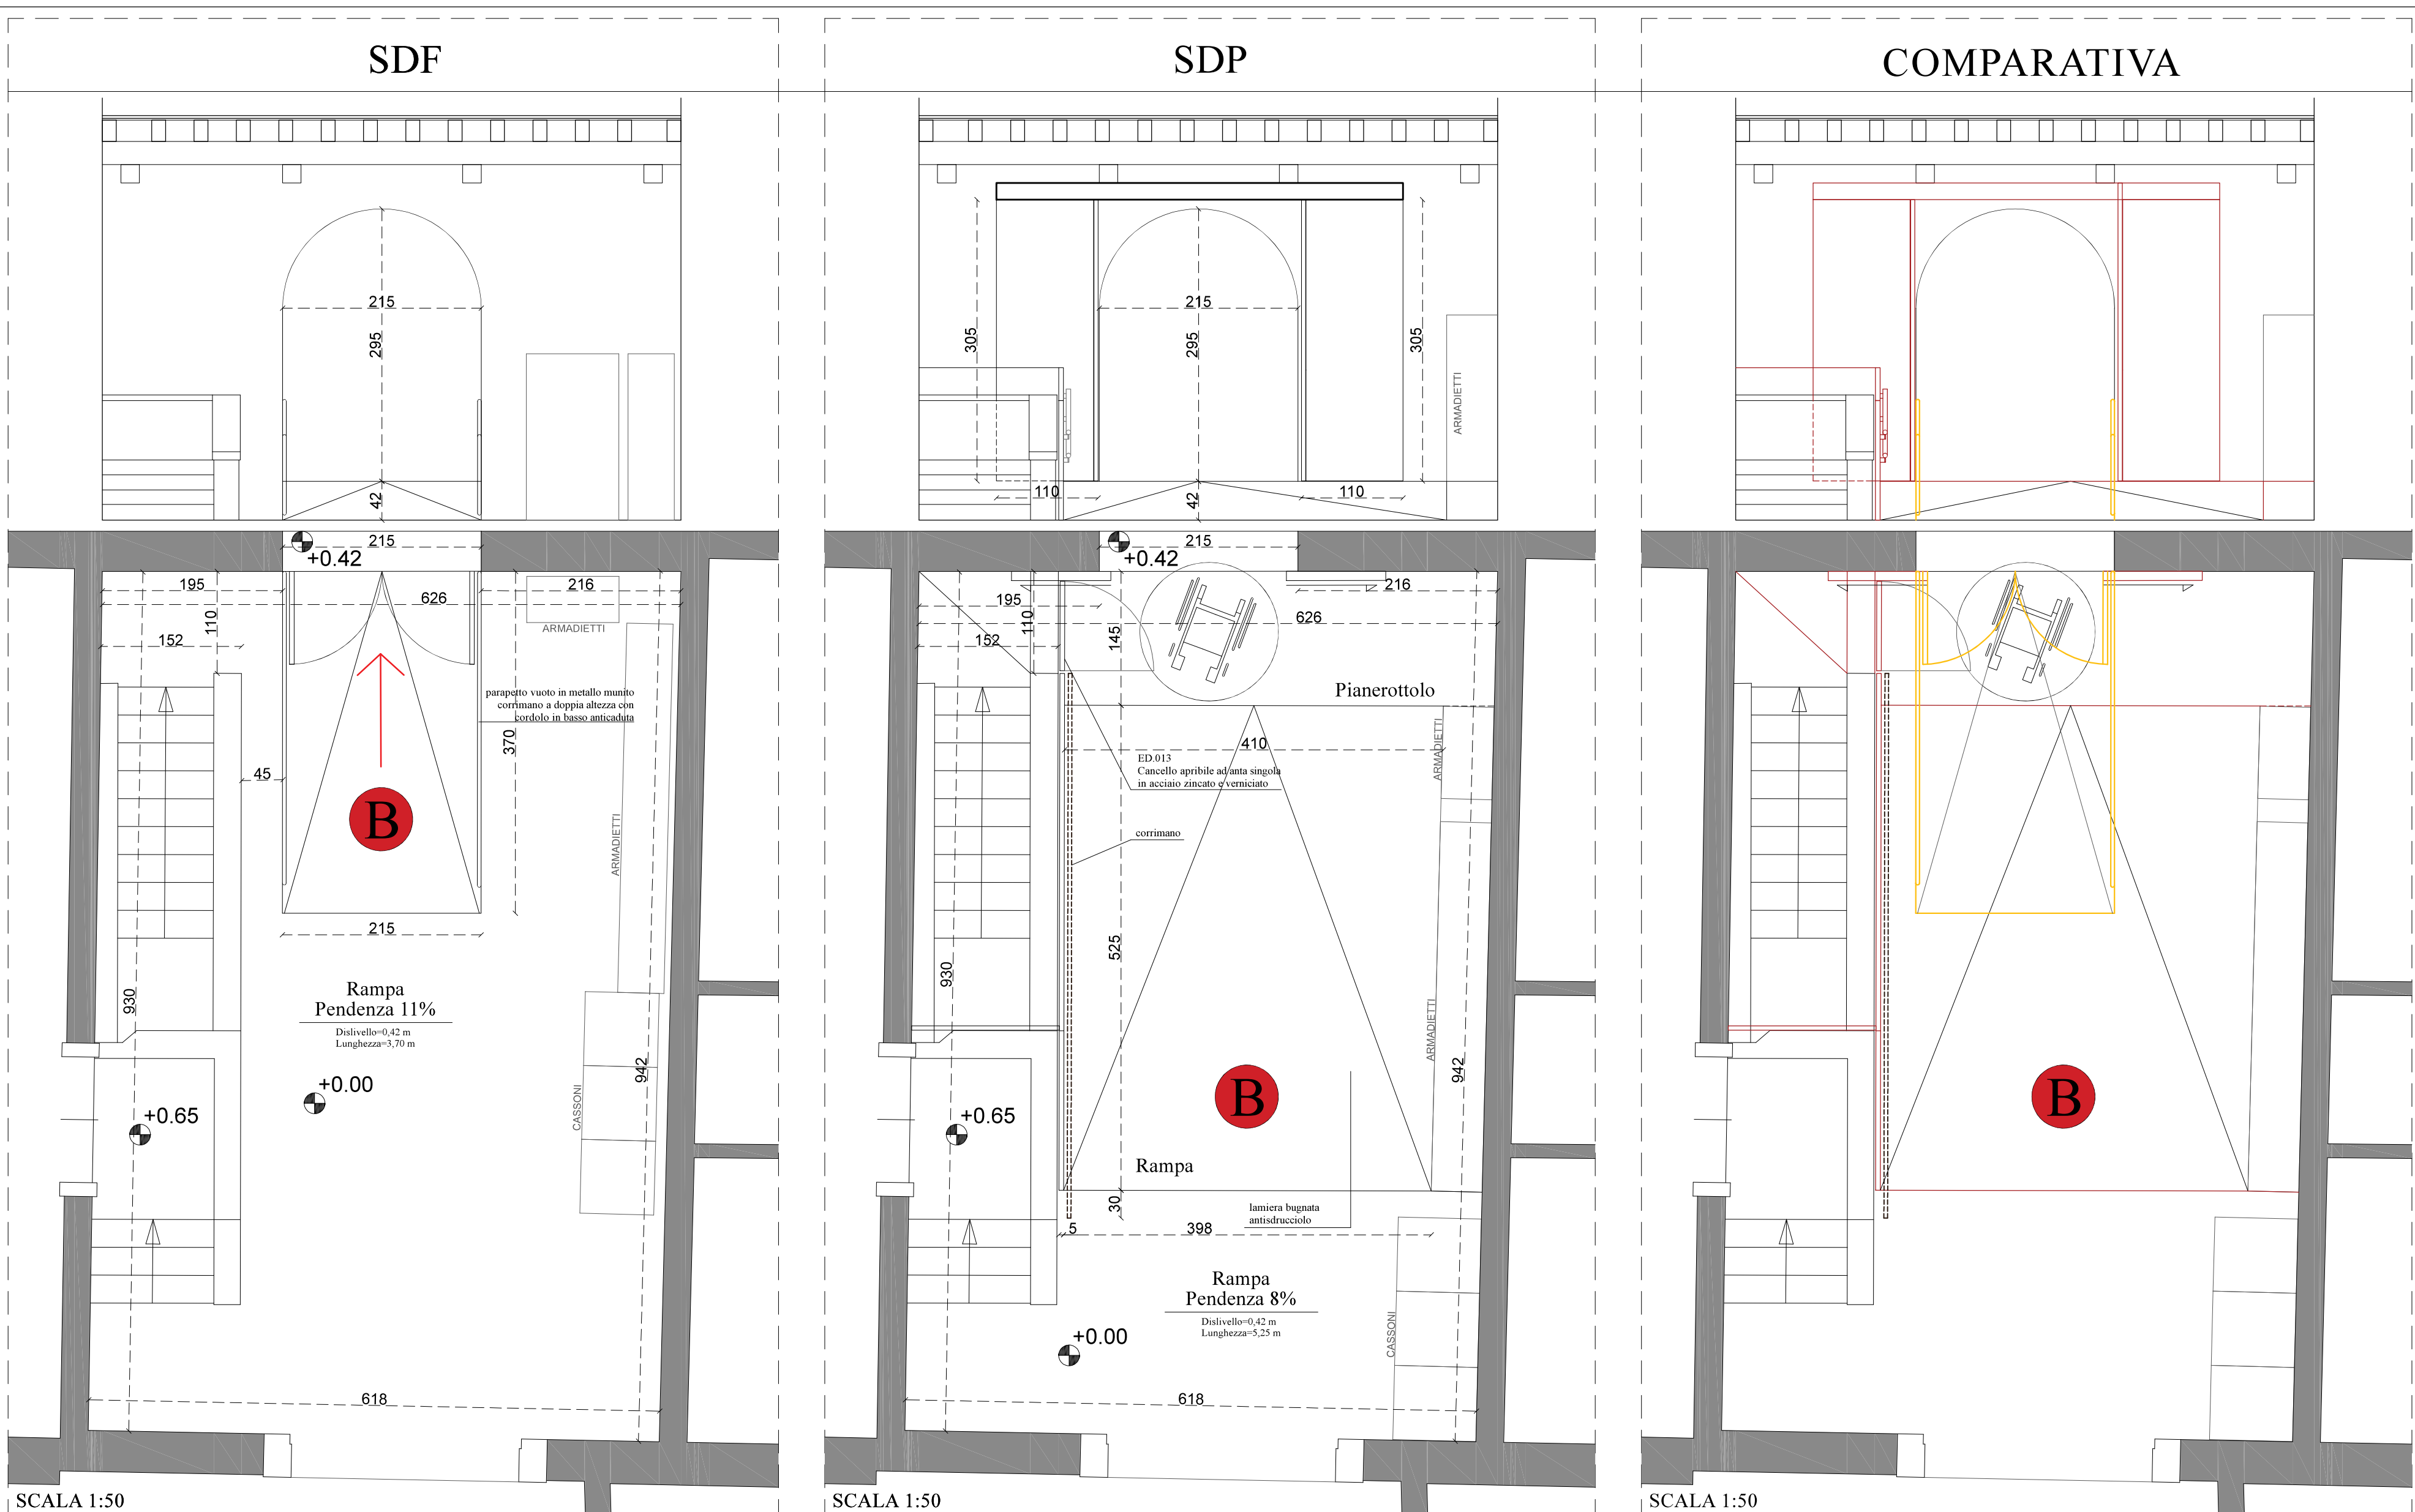 SDF
215
295
42
215
+0.42
195
216
626
110
ARMADIETTI
152
parapetto vuoto in metallo munito
corrimano a doppia altezza con
cordolo in basso anticaduta
370
45
B
ARMADIETTI
215
Rampa
Pendenza 11%
Dislivello=0,42 m
Lunghezza=3,70 m
930
942
+0.00
CASSONI
+0.65
618
SCALA 1:50
SDP
215
305
295
305
ARMADIETTI
110
42
110
215
+0.42
216
195
626
110
145
152
Pianerottolo
410
ARMADIETTI
ED.013
Cancello apribile ad anta singola
in acciaio zincato e verniciato
corrimano
525
930
ARMADIETTI
942
B
+0.65
Rampa
30
lamiera bugnata
antisdrucciolo
5
398
Rampa
Pendenza 8%
Dislivello=0,42 m
Lunghezza=5,25 m
+0.00
CASSONI
618
SCALA 1:50
COMPARATIVA
B
SCALA 1:50